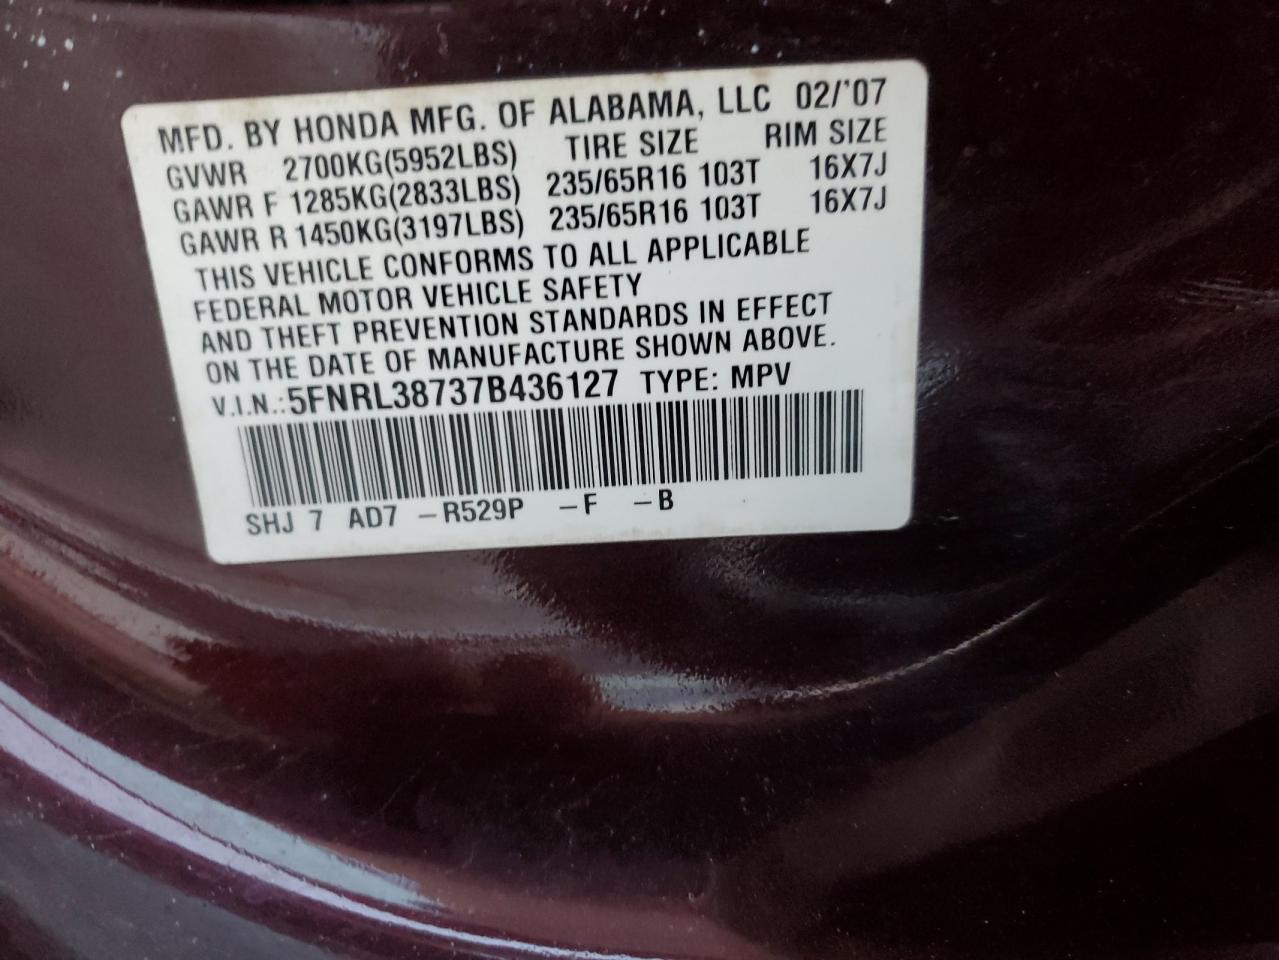 MFD. BY HONDA MFG. OF ALABAMA, LLC 02/'07
GVWR 2700KG(5952LBS) TIRE SIZE RIM SIZE
GAWR F 1285KG(2833LBS) 235/65R16 103T 16X7J
GAWR R 1450KG(3197LBS) 235/65R16 103T 16X7J
THIS VEHICLE CONFORMS TO ALL APPLICABLE
FEDERAL MOTOR VEHICLE SAFETY
AND THEFT PREVENTION STANDARDS IN EFFECT
ON THE DATE OF MANUFACTURE SHOWN ABOVE.
V.I.N.:5FNRL38737B436127 TYPE: MPV
SHJ 7 AD7 –R529P –F –B